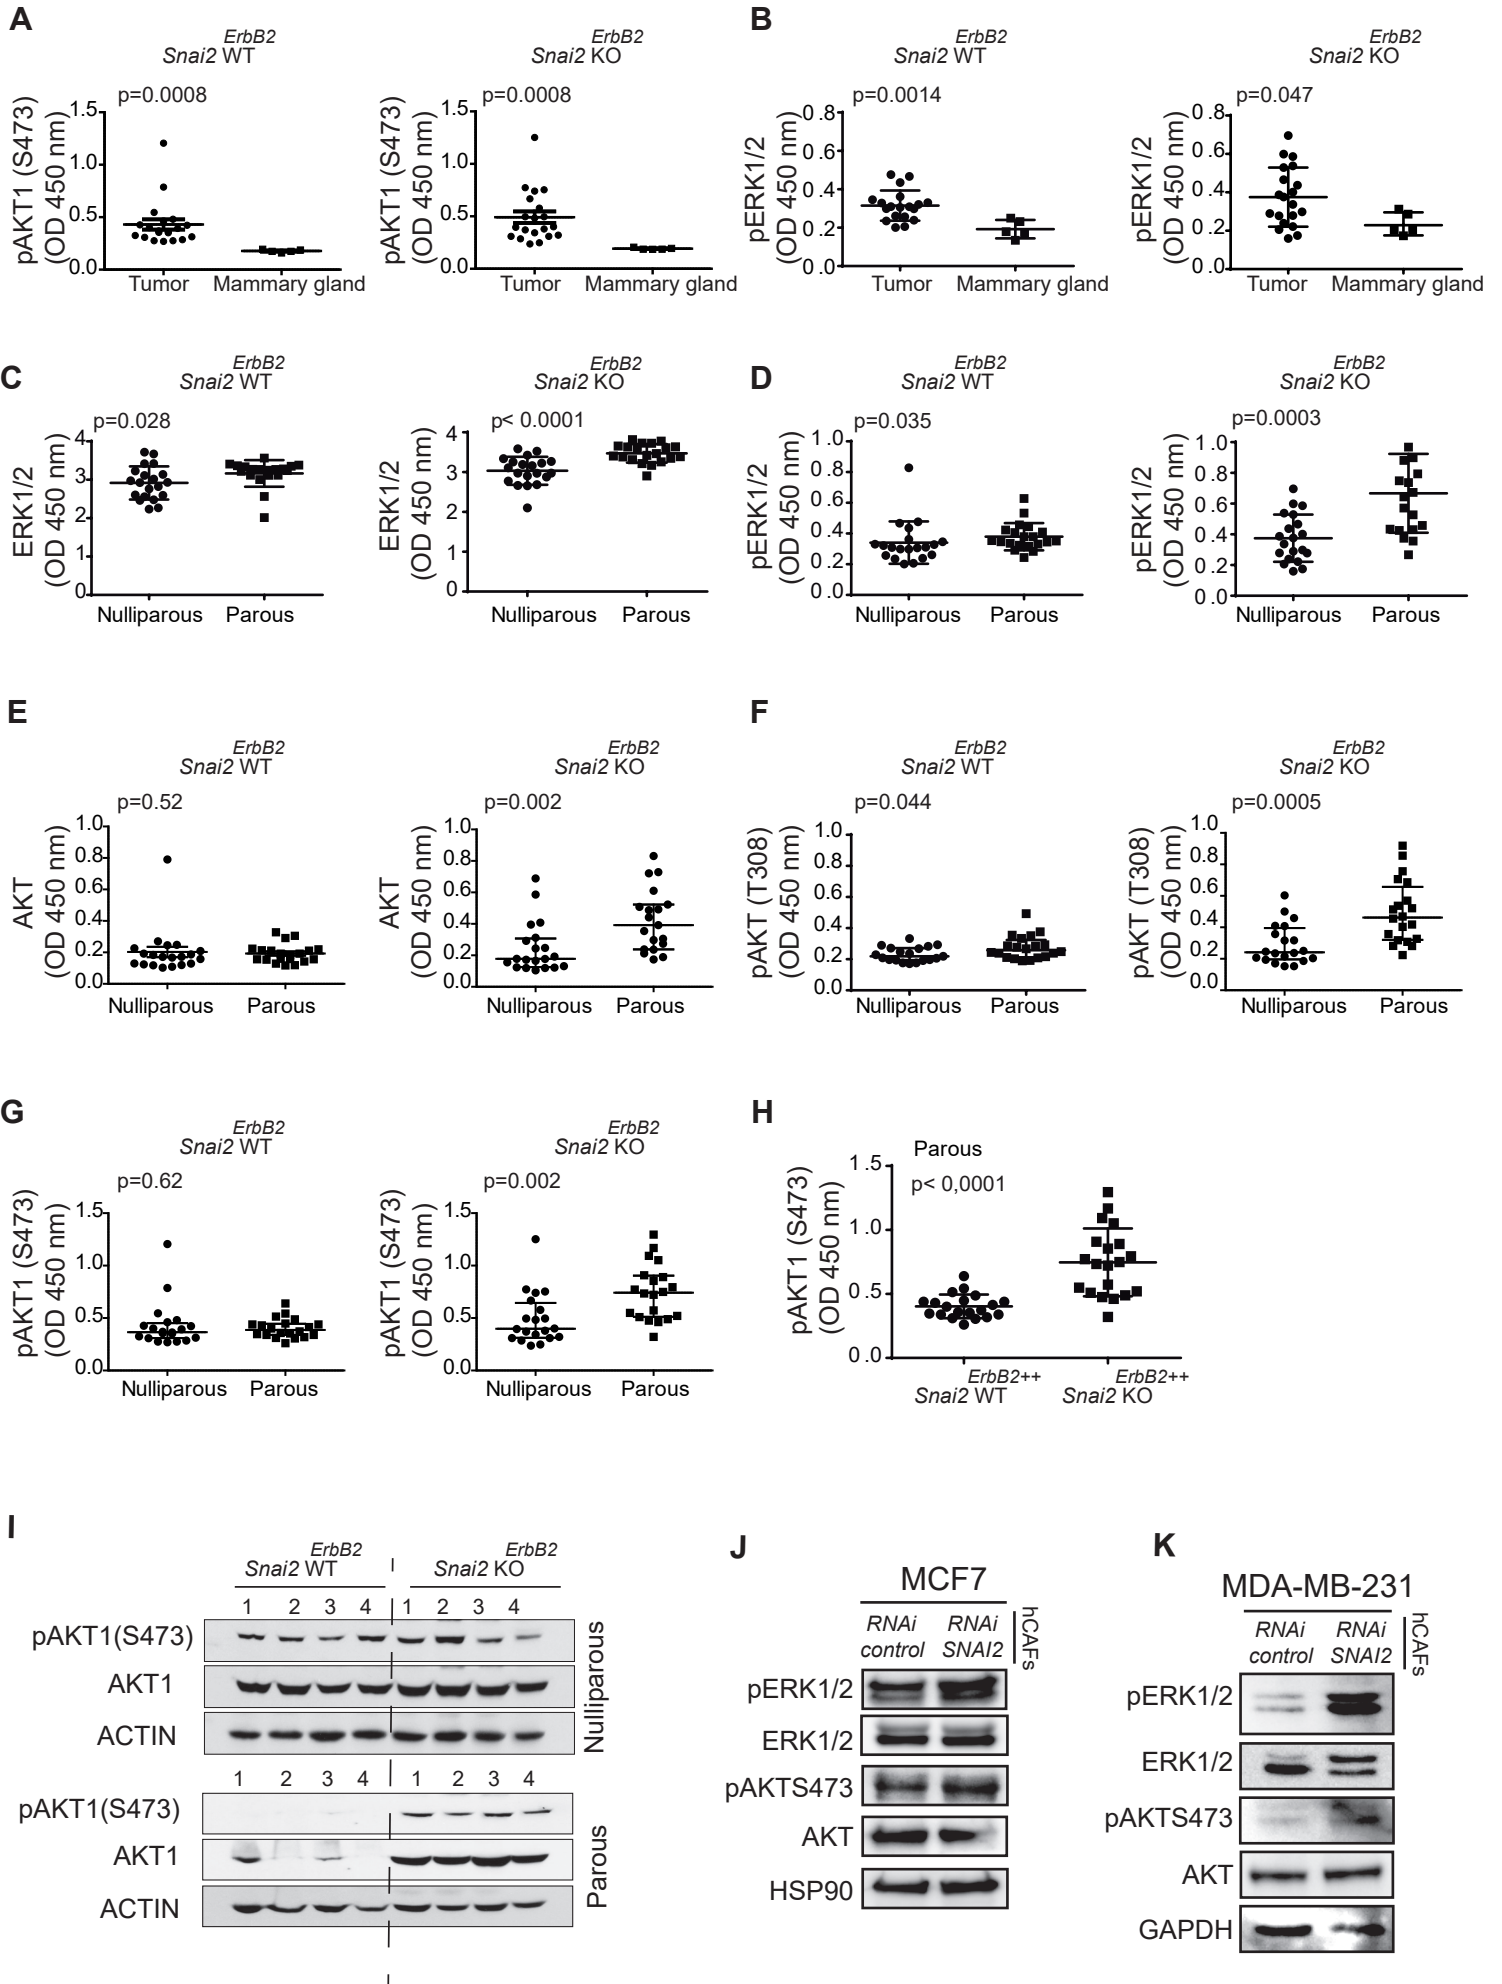 A
B
ErbB2
Snai2 WT
ErbB2
Snai2 KO
ErbB2
Snai2 WT
ErbB2
Snai2 KO
p=0.0008
p=0.0008
p=0.0014
p=0.047
pAKT1 (S473)
(OD 450 nm)
1.5
1.0
0.5
0.0
Tumor Mammary gland
pAKT1 (S473)
(OD 450 nm)
1.5
1.0
0.5
0.0
Tumor Mammary gland
pERK1/2
(OD 450 nm)
0.8
0.6
0.4
0.2
0.0
Tumor Mammary gland
pERK1/2
(OD 450 nm)
0.8
0.6
0.4
0.2
0.0
Tumor Mammary gland
C
D
ErbB2
Snai2 WT
ErbB2
Snai2 KO
ErbB2
Snai2 WT
ErbB2
Snai2 KO
p=0.028
p< 0.0001
p=0.035
p=0.0003
ERK1/2
(OD 450 nm)
4
3
2
1
0
Nulliparous Parous
ERK1/2
(OD 450 nm)
4
3
2
1
0
Nulliparous Parous
pERK1/2
(OD 450 nm)
1.0
0.8
0.6
0.4
0.2
0.0
Nulliparous Parous
pERK1/2
(OD 450 nm)
1.0
0.8
0.6
0.4
0.2
0.0
Nulliparous Parous
E
F
ErbB2
Snai2 WT
ErbB2
Snai2 KO
ErbB2
Snai2 WT
ErbB2
Snai2 KO
p=0.52
p=0.002
p=0.044
p=0.0005
AKT
(OD 450 nm)
1.0
0.8
0.6
0.4
0.2
0.0
Nulliparous Parous
AKT
(OD 450 nm)
1.0
0.8
0.6
0.4
0.2
0.0
Nulliparous Parous
pAKT (T308)
(OD 450 nm)
1.0
0.8
0.6
0.4
0.2
0.0
Nulliparous Parous
pAKT (T308)
(OD 450 nm)
1.0
0.8
0.6
0.4
0.2
0.0
Nulliparous Parous
G
H
ErbB2
Snai2 WT
ErbB2
Snai2 KO
Parous
p=0.62
p=0.002
p< 0,0001
pAKT1 (S473)
(OD 450 nm)
1.5
1.0
0.5
0.0
Nulliparous Parous
pAKT1 (S473)
(OD 450 nm)
1.5
1.0
0.5
0.0
Nulliparous Parous
pAKT1 (S473)
(OD 450 nm)
1.5
1.0
0.5
0.0
ErbB2++
Snai2 WT
ErbB2++
Snai2 KO
I
ErbB2
Snai2 WT
ErbB2
Snai2 KO
1 2 3 4 1 2 3 4
pAKT1(S473)
AKT1
ACTIN
Nulliparous
1 2 3 4 1 2 3 4
pAKT1(S473)
AKT1
ACTIN
Parous
J
MCF7
RNAi
control
RNAi
SNAI2
hCAFs
pERK1/2
ERK1/2
pAKTS473
AKT
HSP90
K
MDA-MB-231
RNAi
control
RNAi
SNAI2
hCAFs
pERK1/2
ERK1/2
pAKTS473
AKT
GAPDH